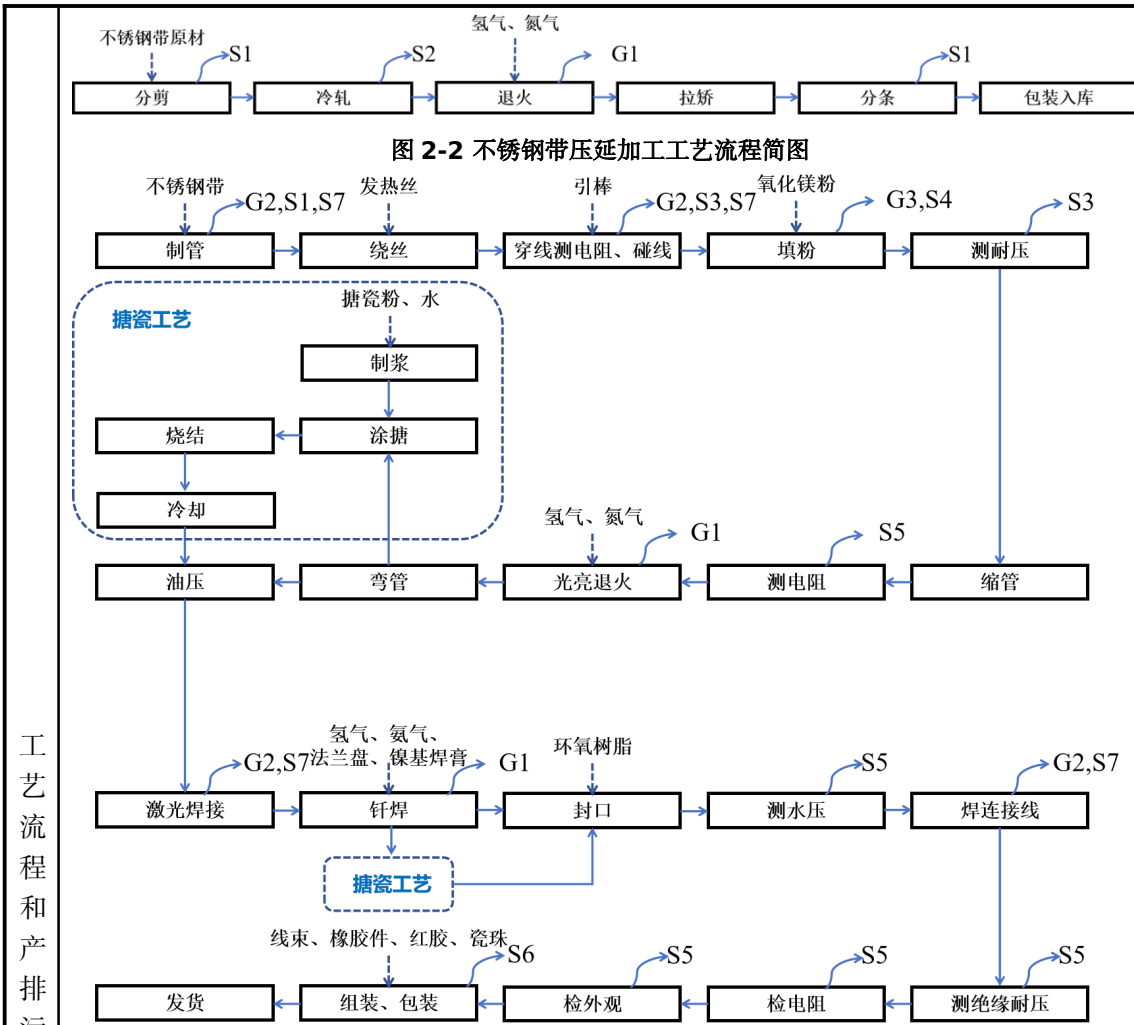 不锈钢带原材
氢气、氮气
S1
S2
G1
S1
分剪
冷轧
退火
拉矫
分条
包装入库
图 2-2 不锈钢带压延加工工艺流程简图
不锈钢带
发热丝
引棒
氧化镁粉
G2,S1,S7
G2,S3,S7
G3,S4
S3
制管
绕丝
穿线测电阻、碰线
填粉
测耐压
搪瓷工艺
搪瓷粉、水
制浆
烧结
涂搪
冷却
氢气、氮气
G1
S5
油压
弯管
光亮退火
测电阻
缩管
氢气、氨气、
法兰盘、镍基焊膏
环氧树脂
G2,S7
G1
S5
G2,S7
激光焊接
钎焊
封口
测水压
焊连接线
搪瓷工艺
线束、橡胶件、红胶、瓷珠
S6
S5
S5
S5
发货
组装、包装
检外观
检电阻
测绝缘耐压
工
艺
流
程
和
产
排